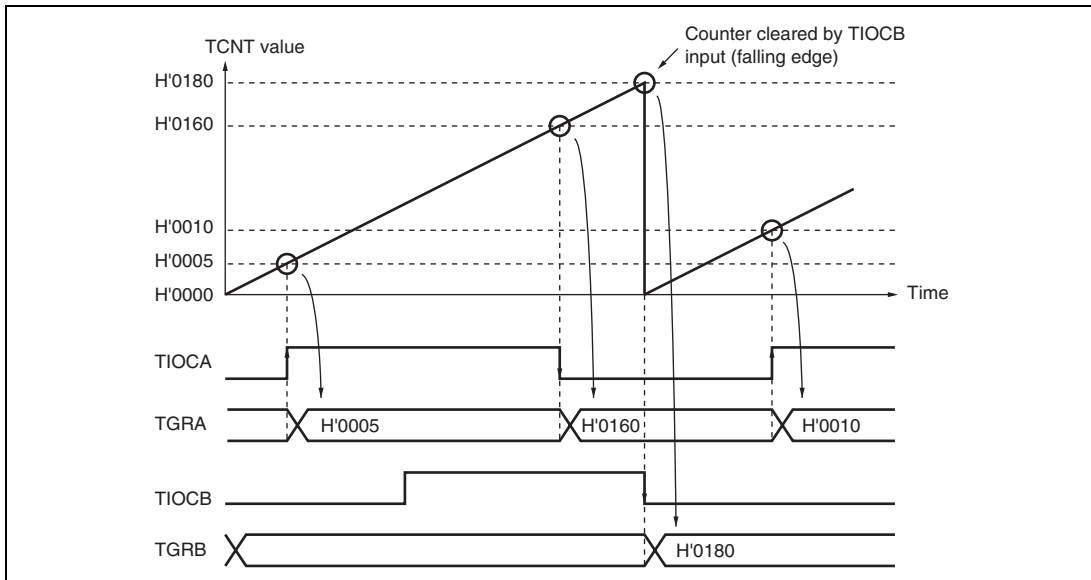 Counter cleared by TIOCB
input (falling edge)
TCNT value
H'0180
H'0160
H'0010
H'0005
H'0000
Time
TIOCA
TGRA
H'0005
H'0160
H'0010
TIOCB
TGRB
H'0180